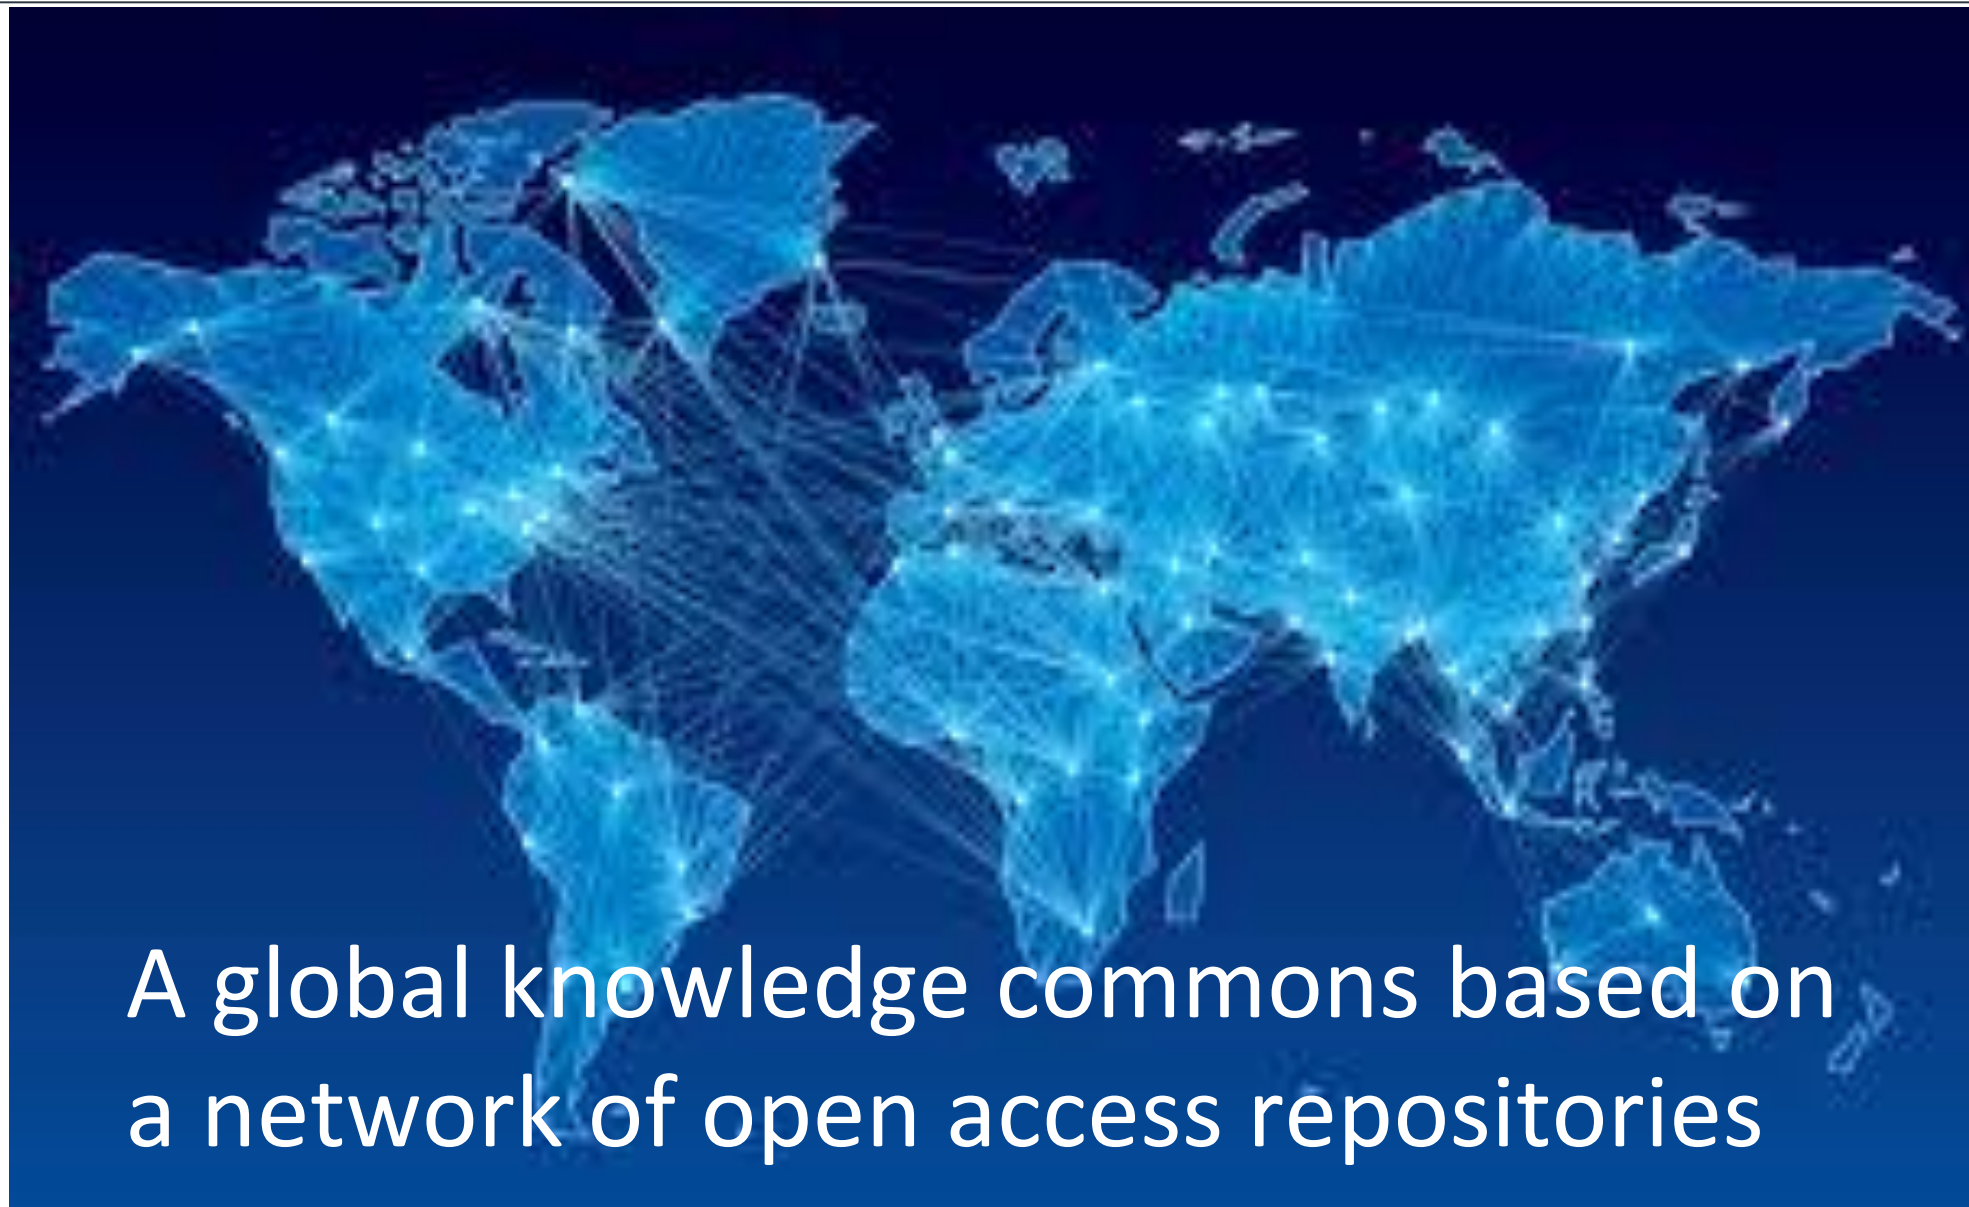 A global knowledge commons based on
a network of open access repositories